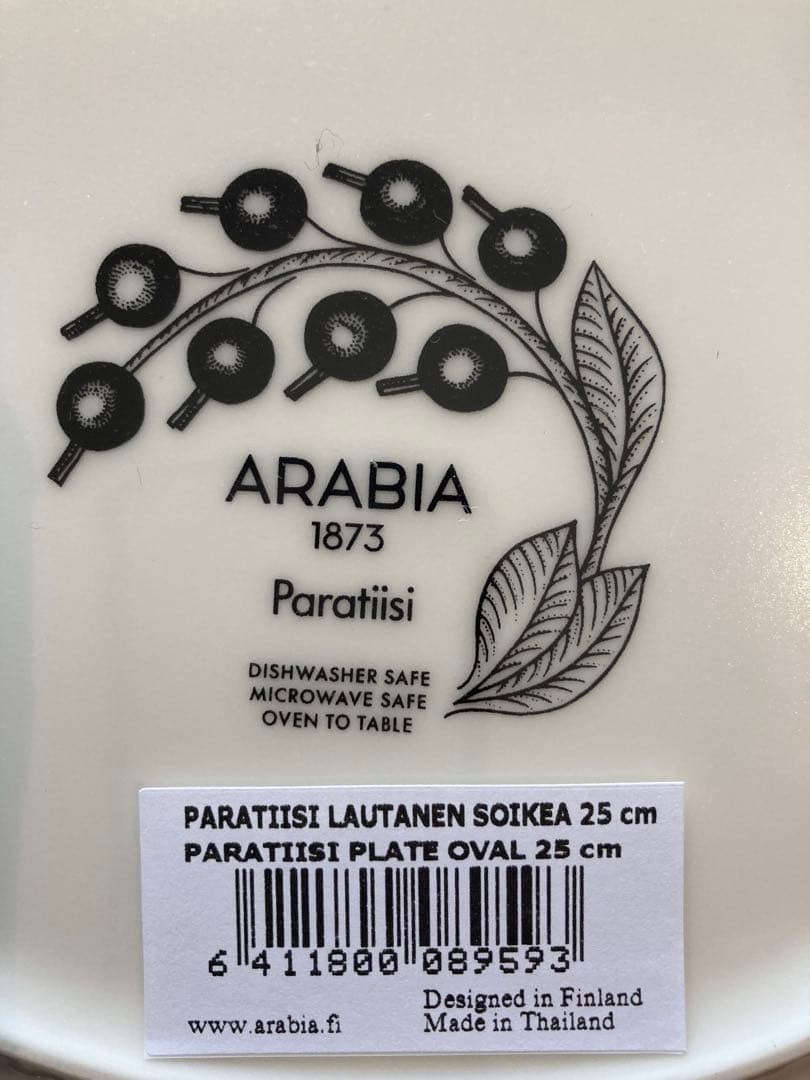 ARABIA
1873
Paratiisi
DISHWASHER SAFE
MICROWAVE SAFE
OVEN TO TABLE
PARATIISI LAUTANEN SOIKEA 25 cm
PARATIISI PLATE OVAL 25 cm
6 411800 089593
Designed in Finland
www.arabia.fi Made in Thailand